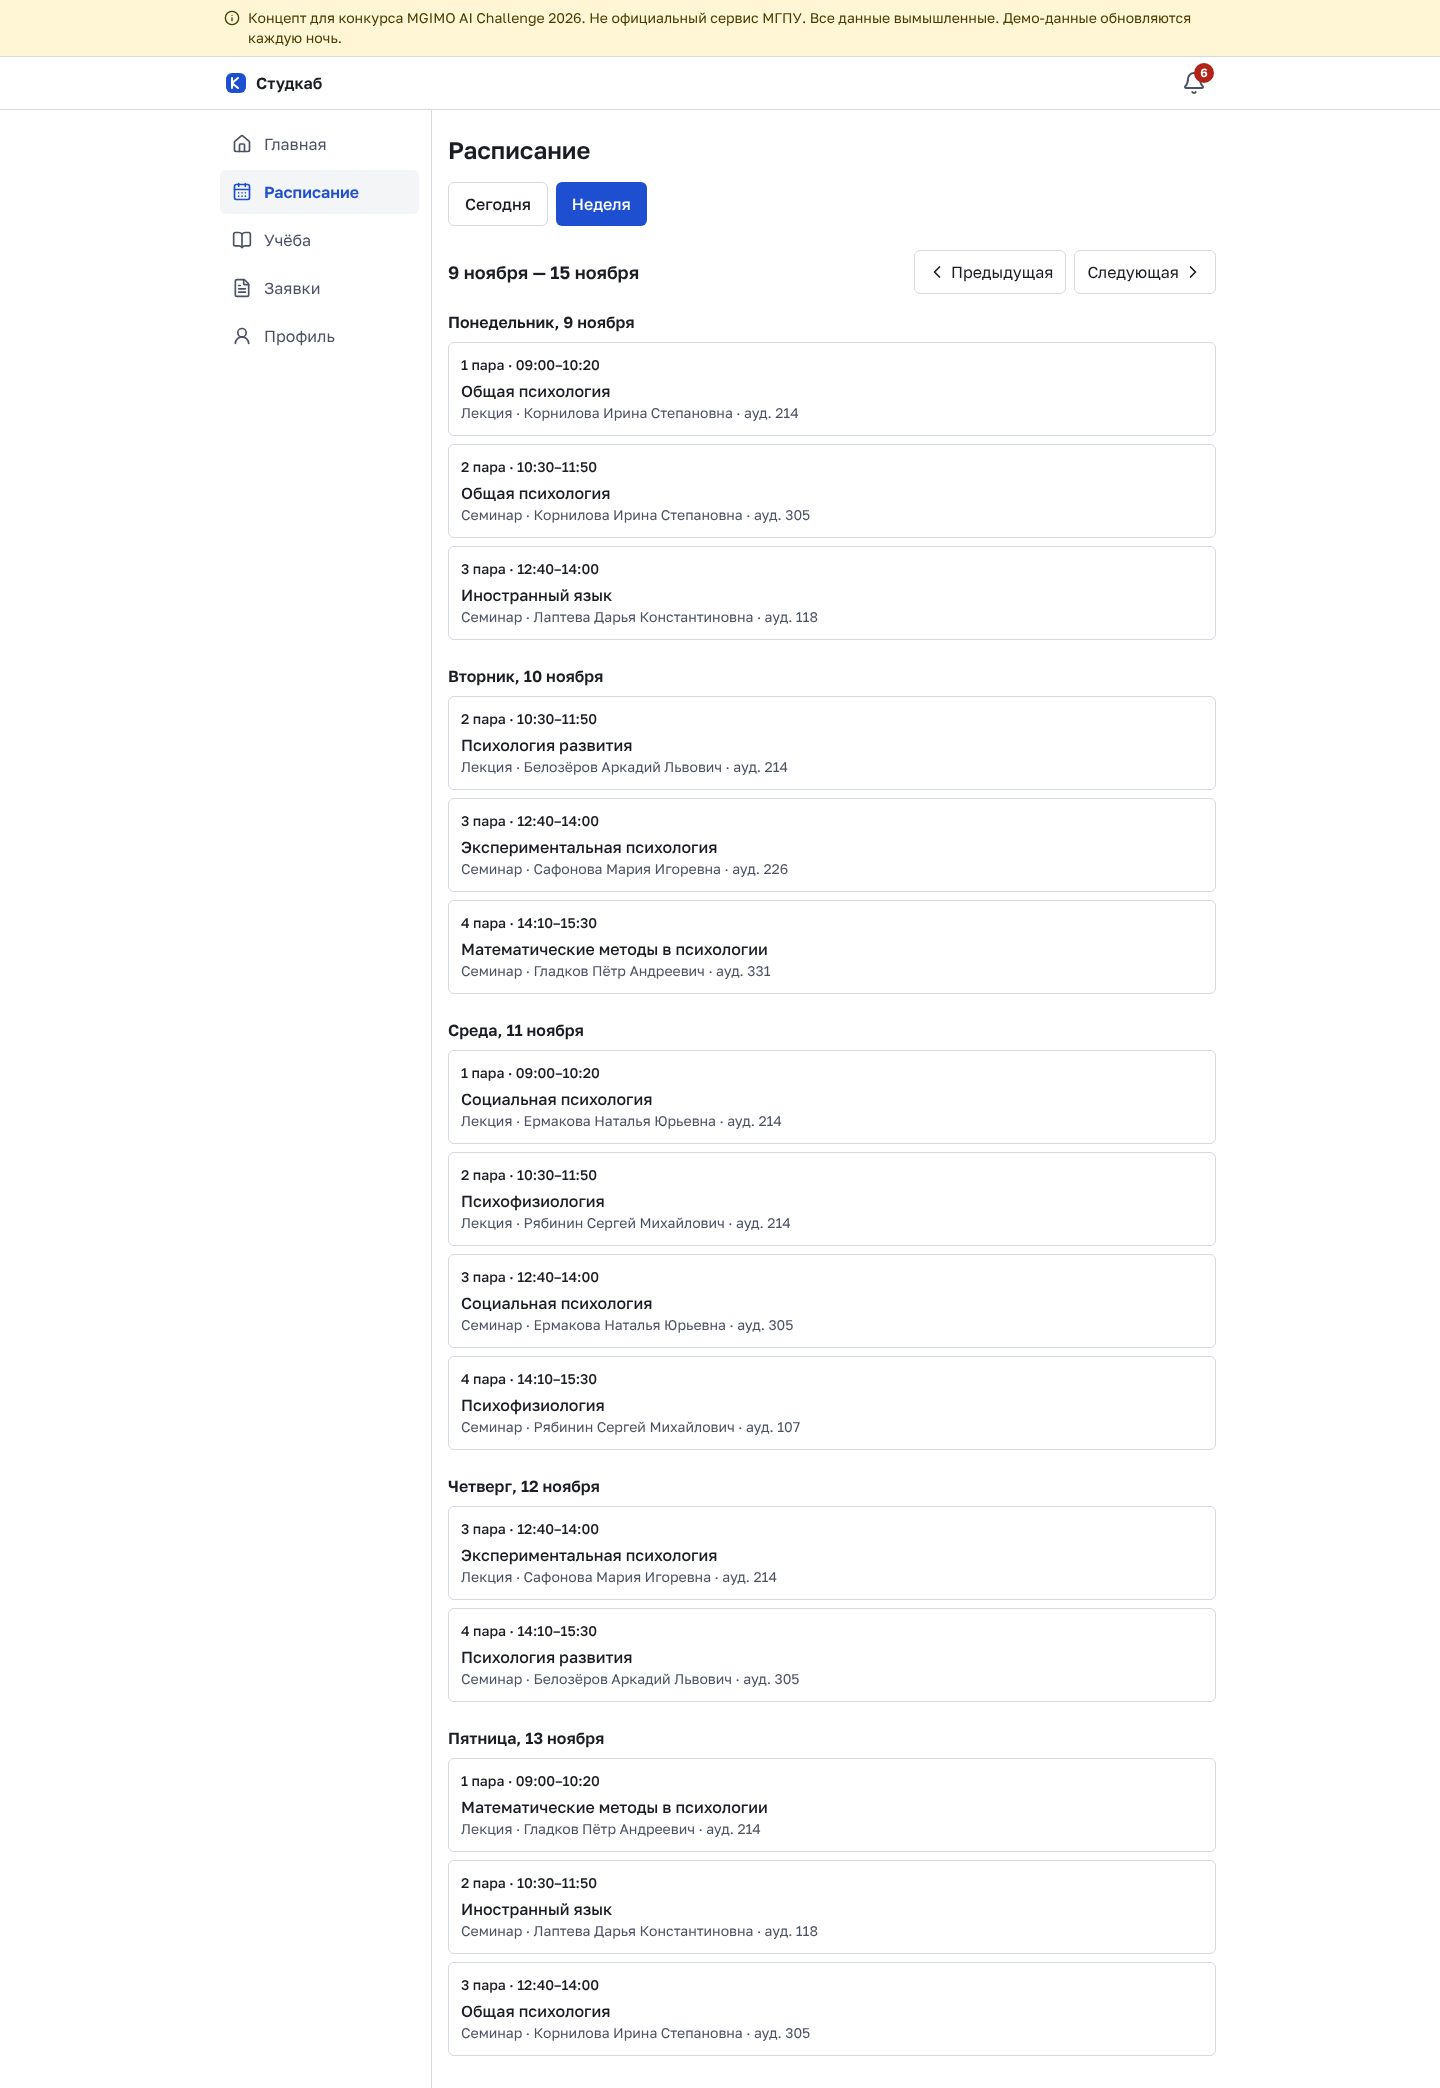 Концепт для конкурса MGIMO AI Challenge 2026. Не официальный сервис МГПУ. Все данные вымышленные. Демо-данные обновляются
каждую ночь.
Студкаб
6
Главная
Расписание
Учёба
Заявки
Профиль
Расписание
Сегодня
Неделя
9 ноября — 15 ноября
Предыдущая
Следующая
Понедельник, 9 ноября
1 пара · 09:00–10:20
Общая психология
Лекция · Корнилова Ирина Степановна · ауд. 214
2 пара · 10:30–11:50
Общая психология
Семинар · Корнилова Ирина Степановна · ауд. 305
3 пара · 12:40–14:00
Иностранный язык
Семинар · Лаптева Дарья Константиновна · ауд. 118
Вторник, 10 ноября
2 пара · 10:30–11:50
Психология развития
Лекция · Белозёров Аркадий Львович · ауд. 214
3 пара · 12:40–14:00
Экспериментальная психология
Семинар · Сафонова Мария Игоревна · ауд. 226
4 пара · 14:10–15:30
Математические методы в психологии
Семинар · Гладков Пётр Андреевич · ауд. 331
Среда, 11 ноября
1 пара · 09:00–10:20
Социальная психология
Лекция · Ермакова Наталья Юрьевна · ауд. 214
2 пара · 10:30–11:50
Психофизиология
Лекция · Рябинин Сергей Михайлович · ауд. 214
3 пара · 12:40–14:00
Социальная психология
Семинар · Ермакова Наталья Юрьевна · ауд. 305
4 пара · 14:10–15:30
Психофизиология
Семинар · Рябинин Сергей Михайлович · ауд. 107
Четверг, 12 ноября
3 пара · 12:40–14:00
Экспериментальная психология
Лекция · Сафонова Мария Игоревна · ауд. 214
4 пара · 14:10–15:30
Психология развития
Семинар · Белозёров Аркадий Львович · ауд. 305
Пятница, 13 ноября
1 пара · 09:00–10:20
Математические методы в психологии
Лекция · Гладков Пётр Андреевич · ауд. 214
2 пара · 10:30–11:50
Иностранный язык
Семинар · Лаптева Дарья Константиновна · ауд. 118
3 пара · 12:40–14:00
Общая психология
Семинар · Корнилова Ирина Степановна · ауд. 305